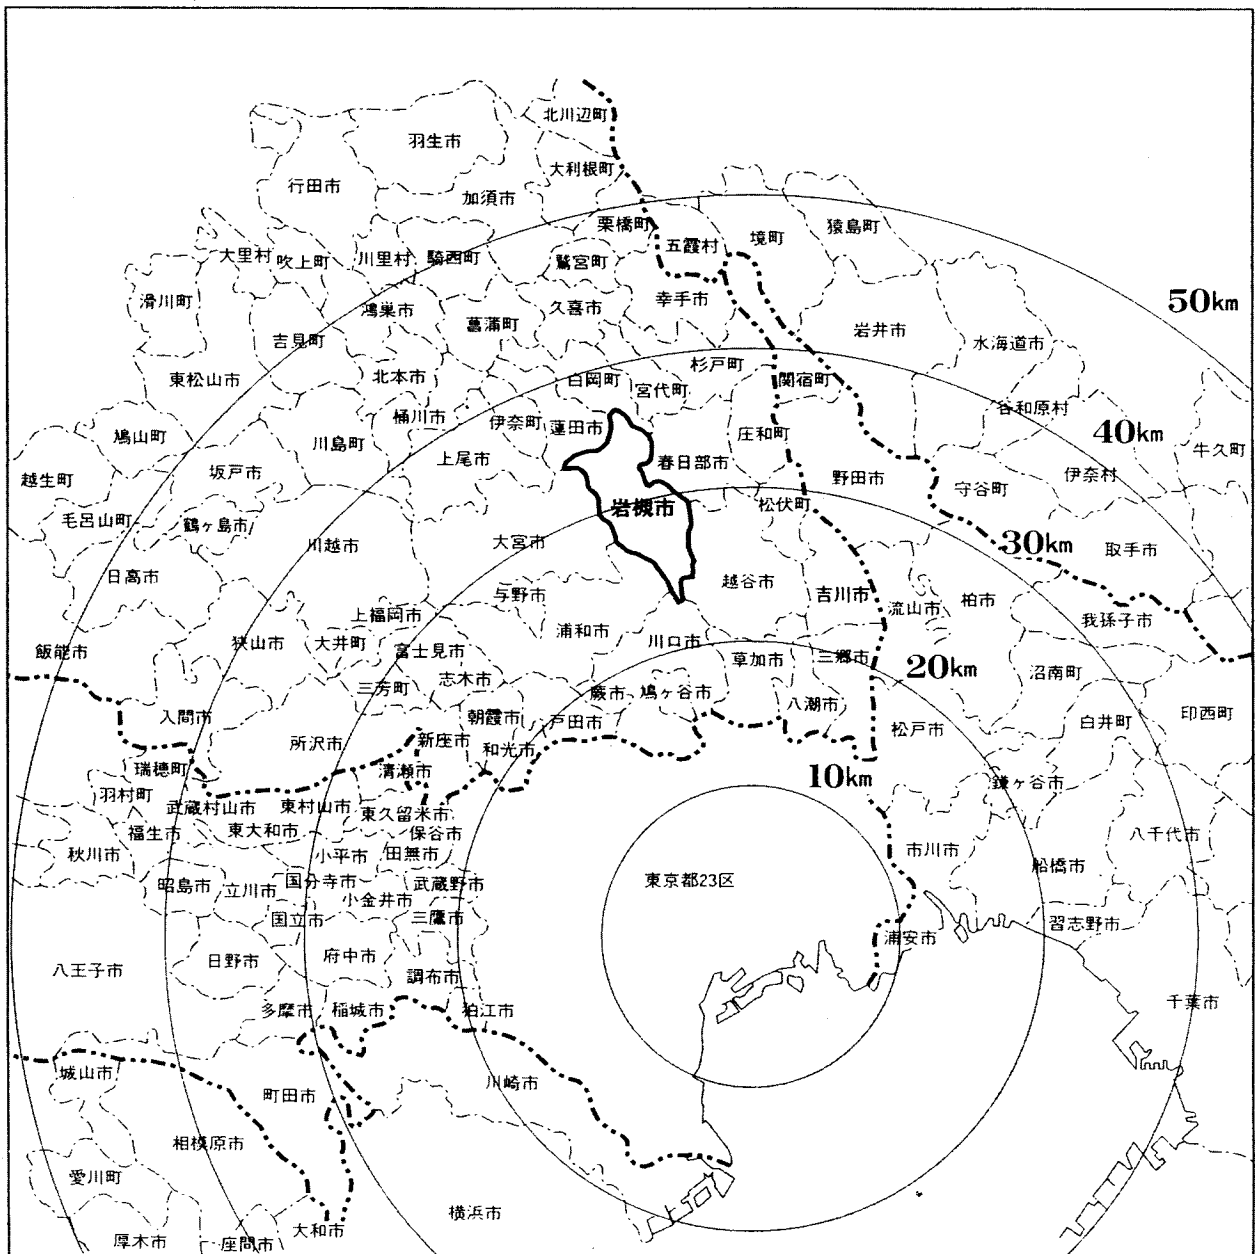 北川辺町
羽生市
大利根町
行田市
加須市
栗橋町
猿島町
境町
五霞村
大里村
吹上町
川里村
騎西町
鷲宮町
滑川町
幸手市
50km
鴻巣市
久喜市
菖蒲町
岩井市
吉見町
水海道市
杉戸町
東松山市
北本市
白岡町
宮代町
関宿町
谷和原村
桶川市
伊奈町
蓮田市
40km
鳩山町
川島町
庄和町
牛久町
上尾市
春日部市
越生町
坂戸市
野田市
伊奈村
守谷町
岩槻市
松伏町
毛呂山町
鶴ヶ島市
川越市
大宮市
30km
取手市
日高市
越谷市
与野市
吉川市
流山市
柏市
上福岡市
我孫子市
浦和市
狭山市
大井町
川口市
飯能市
富士見市
草加市
三郷市
20km
沼南町
志木市
三芳町
蕨市
鳩ヶ谷市
八潮市
入間市
朝霞市
戸田市
松戸市
白井町
印西町
所沢市
新座市
和光市
瑞穂町
清瀬市
10km
鎌ヶ谷市
羽村町
武蔵村山市
東村山市
東久留米市
福生市
東大和市
保谷市
八千代市
秋川市
小平市
田無市
市川市
船橋市
昭島市
立川市
国分寺市
武蔵野市
東京都23区
小金井市
国立市
三鷹市
習志野市
浦安市
八王子市
日野市
府中市
調布市
千葉市
多摩市
稲城市
狛江市
城山市
川崎市
町田市
相模原市
愛川町
横浜市
大和市
厚木市
座間市